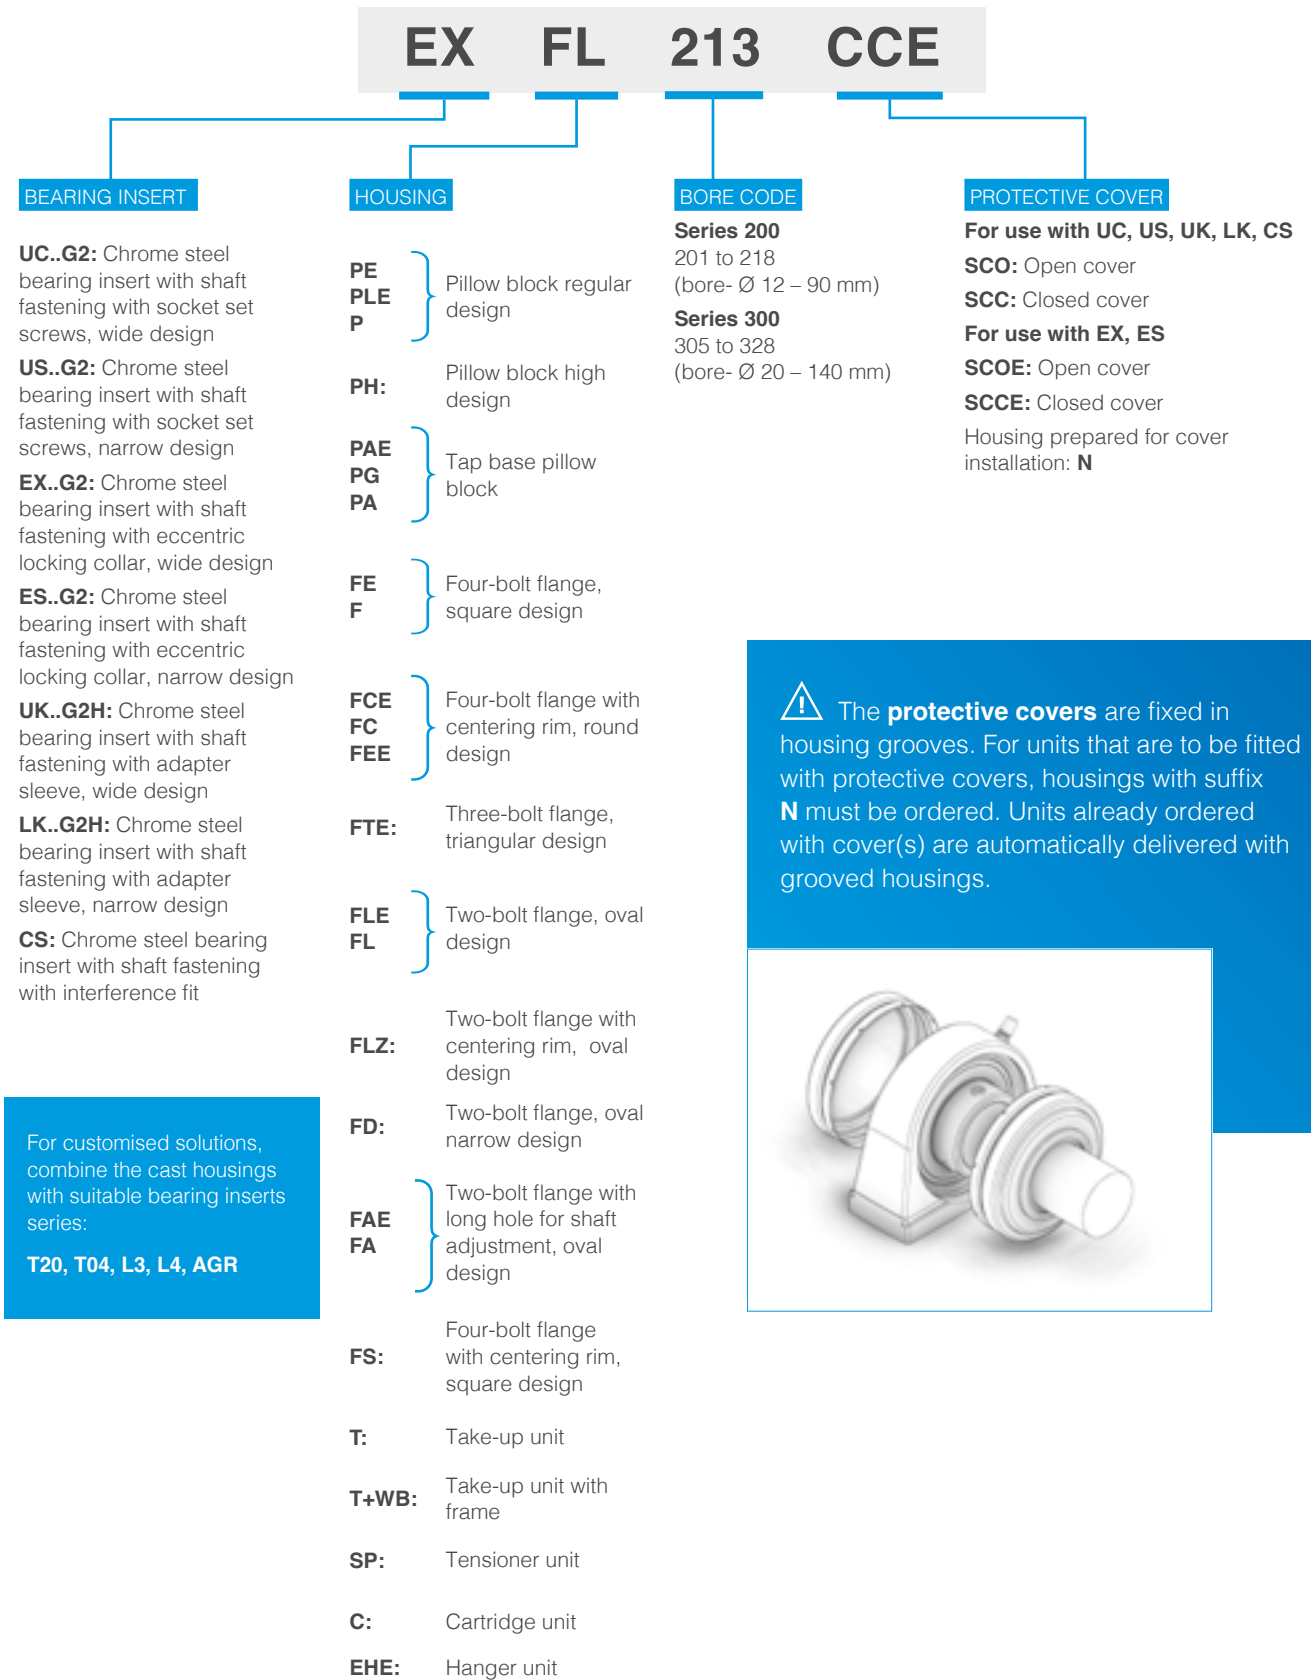 EX FL 213 CCE
BEARING INSERT
UC..G2: Chrome steel
bearing insert with shaft
fastening with socket set
screws, wide design
US..G2: Chrome steel
bearing insert with shaft
fastening with socket set
screws, narrow design
EX..G2: Chrome steel
bearing insert with shaft
fastening with eccentric
locking collar, wide design
ES..G2: Chrome steel
bearing insert with shaft
fastening with eccentric
locking collar, narrow design
UK..G2H: Chrome steel
bearing insert with shaft
fastening with adapter
sleeve, wide design
LK..G2H: Chrome steel
bearing insert with shaft
fastening with adapter
sleeve, narrow design
CS: Chrome steel bearing
insert with shaft fastening
with interference fit
For customised solutions,
combine the cast housings
with suitable bearing inserts
series:
T20, T04, L3, L4, AGR
HOUSING
PE
PLE
P
Pillow block regular
design
PH:
Pillow block high
design
PAE
PG
PA
Tap base pillow
block
FE
F
Four-bolt flange,
square design
FCE
FC
FEE
Four-bolt flange with
centering rim, round
design
FTE:
Three-bolt flange,
triangular design
FLE
FL
Two-bolt flange, oval
design
FLZ:
Two-bolt flange with
centering rim, oval
design
FD:
Two-bolt flange, oval
narrow design
FAE
FA
Two-bolt flange with
long hole for shaft
adjustment, oval
design
FS:
Four-bolt flange
with centering rim,
square design
T: Take-up unit
T+WB:
Take-up unit with
frame
SP: Tensioner unit
C: Cartridge unit
EHE: Hanger unit
BORE CODE
Series 200
201 to 218
(bore- Ø 12 – 90 mm)
Series 300
305 to 328
(bore- Ø 20 – 140 mm)
PROTECTIVE COVER
For use with UC, US, UK, LK, CS
SCO: Open cover
SCC: Closed cover
For use with EX, ES
SCOE: Open cover
SCCE: Closed cover
Housing prepared for cover
installation: N
The protective covers are fixed in
housing grooves. For units that are to be fitted
with protective covers, housings with suffix
N must be ordered. Units already ordered
with cover(s) are automatically delivered with
grooved housings.